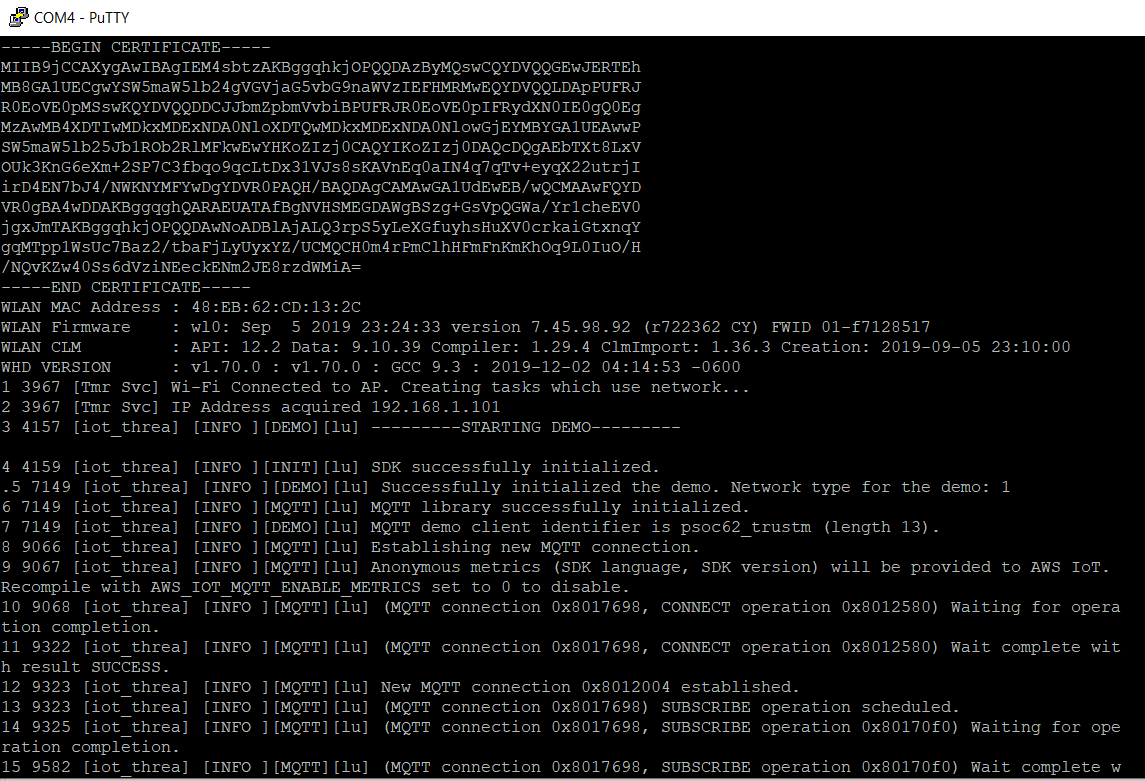 COM4 - PuTTY
-----BEGIN CERTIFICATE-----
MIIB9jCCAXygAwIBAgIEM4sbtzAKBggqhkjOPQQDAzByMQswCQYDVQQGEwJERTEh
MB8GA1UECgwYSW5maW5lb24gVGVjaG5vbG9naWVzIEFHMRMwEQYDVQQLDApPUFRJ
R0EoVE0pMSswKQYDVQQDDCJJbmZpbmVvbiBPUFRJR0EoVE0pIFRydXN0IE0gQ0Eg
MzAwMB4XDTIwMDkxMDExNDA0NloXDTQwMDkxMDExNDA0NlowGjEYMBYGA1UEAwwP
SW5maW5lb25Jb1ROb2RlMFkwEwYHKoZIzj0CAQYIKoZIzj0DAQcDQgAEbTXt8LxV
OUk3KnG6eXm+2SP7C3fbqo9qcLtDx31VJs8sKAVnEq0aIN4q7qTv+eyqX22utrjI
irD4EN7bJ4/NWKNYMFYwDgYDVR0PAQH/BAQDAgCAMAwGA1UdEwEB/wQCMAAwFQYD
VR0gBA4wDDAKBggqghQARAEUATAfBgNVHSMEGDAWgBSzg+GsVpQGWa/Yr1cheEV0
jgxJmTAKBggqhkjOPQQDAwNoADBlAjALQ3rpS5yLeXGfuyhsHuXV0crkaiGtxnqY
gqMTpp1WsUc7Baz2/tbaFjLyUyxYZ/UCMQCH0m4rPmClhHFmFnKmKhOq9L0IuO/H
/NQvKZw40Ss6dVziNEeckENm2JE8rzdWMiA=
-----END CERTIFICATE-----
WLAN MAC Address : 48:EB:62:CD:13:2C
WLAN Firmware    : wl0: Sep  5 2019 23:24:33 version 7.45.98.92 (r722362 CY) FWID 01-f7128517
WLAN CLM         : API: 12.2 Data: 9.10.39 Compiler: 1.29.4 ClmImport: 1.36.3 Creation: 2019-09-05 23:10:00
WHD VERSION      : v1.70.0 : v1.70.0 : GCC 9.3 : 2019-12-02 04:14:53 -0600
1 3967 [Tmr Svc] Wi-Fi Connected to AP. Creating tasks which use network...
2 3967 [Tmr Svc] IP Address acquired 192.168.1.101
3 4157 [iot_threa] [INFO ][DEMO][lu] ---------STARTING DEMO---------
4 4159 [iot_threa] [INFO ][INIT][lu] SDK successfully initialized.
.5 7149 [iot_threa] [INFO ][DEMO][lu] Successfully initialized the demo. Network type for the demo: 1
6 7149 [iot_threa] [INFO ][MQTT][lu] MQTT library successfully initialized.
7 7149 [iot_threa] [INFO ][DEMO][lu] MQTT demo client identifier is psoc62_trustm (length 13).
8 9066 [iot_threa] [INFO ][MQTT][lu] Establishing new MQTT connection.
9 9067 [iot_threa] [INFO ][MQTT][lu] Anonymous metrics (SDK language, SDK version) will be provided to AWS IoT.
Recompile with AWS_IOT_MQTT_ENABLE_METRICS set to 0 to disable.
10 9068 [iot_threa] [INFO ][MQTT][lu] (MQTT connection 0x8017698, CONNECT operation 0x8012580) Waiting for opera
tion completion.
11 9322 [iot_threa] [INFO ][MQTT][lu] (MQTT connection 0x8017698, CONNECT operation 0x8012580) Wait complete wit
h result SUCCESS.
12 9323 [iot_threa] [INFO ][MQTT][lu] New MQTT connection 0x8012004 established.
13 9323 [iot_threa] [INFO ][MQTT][lu] (MQTT connection 0x8017698) SUBSCRIBE operation scheduled.
14 9325 [iot_threa] [INFO ][MQTT][lu] (MQTT connection 0x8017698, SUBSCRIBE operation 0x80170f0) Waiting for ope
ration completion.
15 9582 [iot_threa] [INFO ][MQTT][lu] (MQTT connection 0x8017698, SUBSCRIBE operation 0x80170f0) Wait complete w